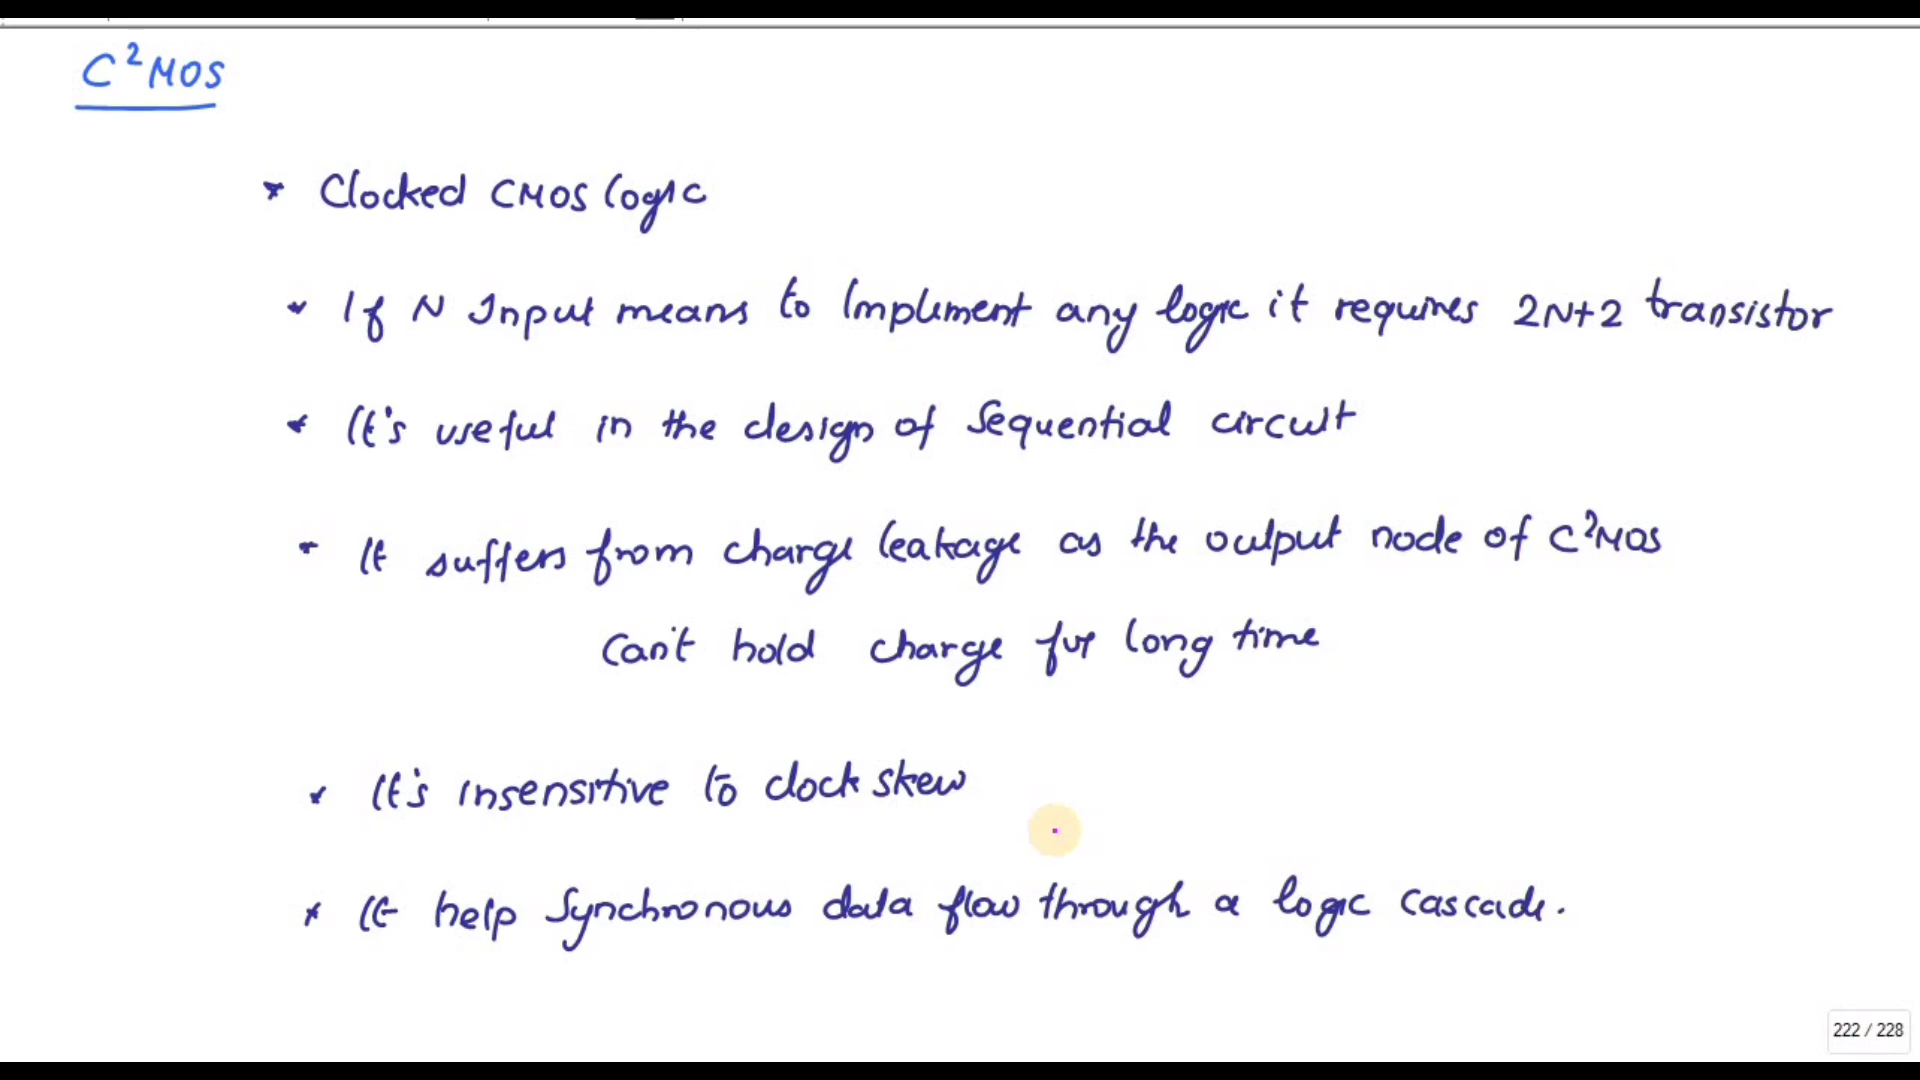 C²MOS
* Clocked CMOS logic
* If N Input means to Implement any logic it requires 2N+2 transistor
* It's useful in the design of Sequential circuit
* It suffers from charge leakage as the output node of C²MOS
Can't hold charge for long time
* It's insensitive to clock skew
* It help Synchronous data flow through a logic cascade.
222 / 228